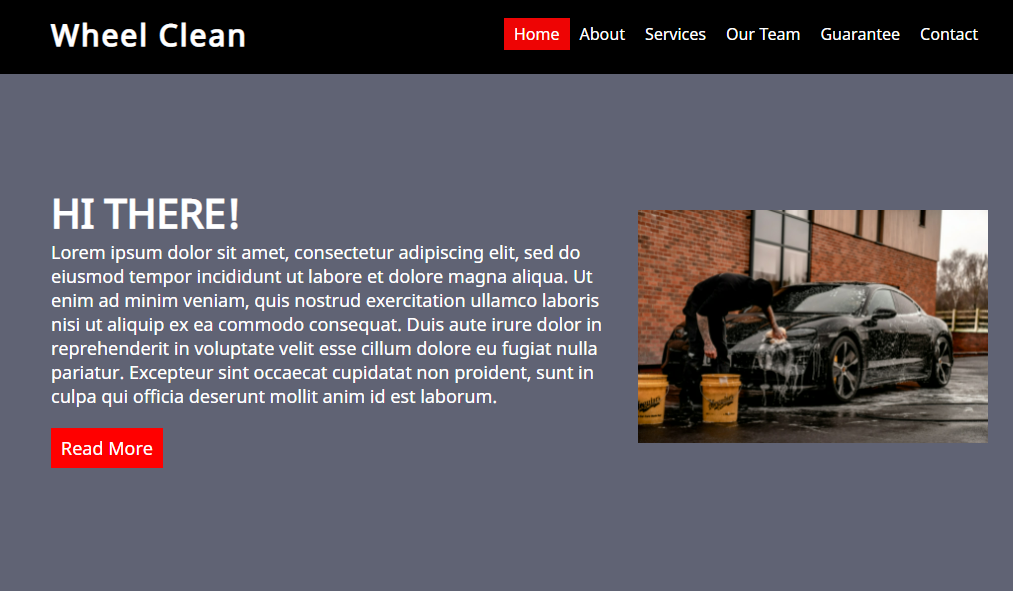 Wheel Clean
Home About Services Our Team Guarantee Contact
HI THERE!
Lorem ipsum dolor sit amet, consectetur adipiscing elit, sed do
eiusmod tempor incididunt ut labore et dolore magna aliqua. Ut
enim ad minim veniam, quis nostrud exercitation ullamco laboris
nisi ut aliquip ex ea commodo consequat. Duis aute irure dolor in
reprehenderit in voluptate velit esse cillum dolore eu fugiat nulla
pariatur. Excepteur sint occaecat cupidatat non proident, sunt in
culpa qui officia deserunt mollit anim id est laborum.
Read More